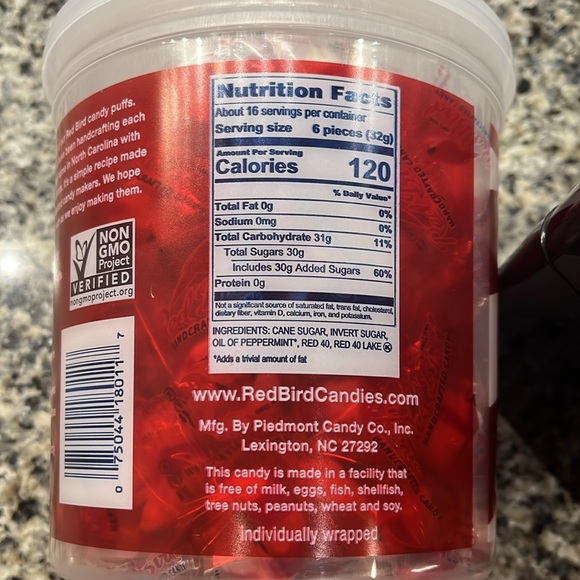 Red Bird candy puffs.
been handcrafting each
in North Carolina with
It's a simple recipe made
candy makers. We hope
as we enjoy making them.
NON
GMO
Project
VERIFIED
nongmoproject.org
0 75044 18011 7
Nutrition Facts
About 16 servings per container
Serving size 6 pieces (32g)
Amount Per Serving
Calories 120
% Daily Value*
Total Fat 0g 0%
Sodium 0mg 0%
Total Carbohydrate 31g 11%
Total Sugars 30g
Includes 30g Added Sugars 60%
Protein 0g
Not a significant source of saturated fat, trans fat, cholesterol,
dietary fiber, vitamin D, calcium, iron, and potassium.
INGREDIENTS: CANE SUGAR, INVERT SUGAR,
OIL OF PEPPERMINT*, RED 40, RED 40 LAKE K
*Adds a trivial amount of fat
www.RedBirdCandies.com
Mfg. By Piedmont Candy Co., Inc.
Lexington, NC 27292
This candy is made in a facility that
is free of milk, eggs, fish, shellfish,
tree nuts, peanuts, wheat and soy.
Individually wrapped